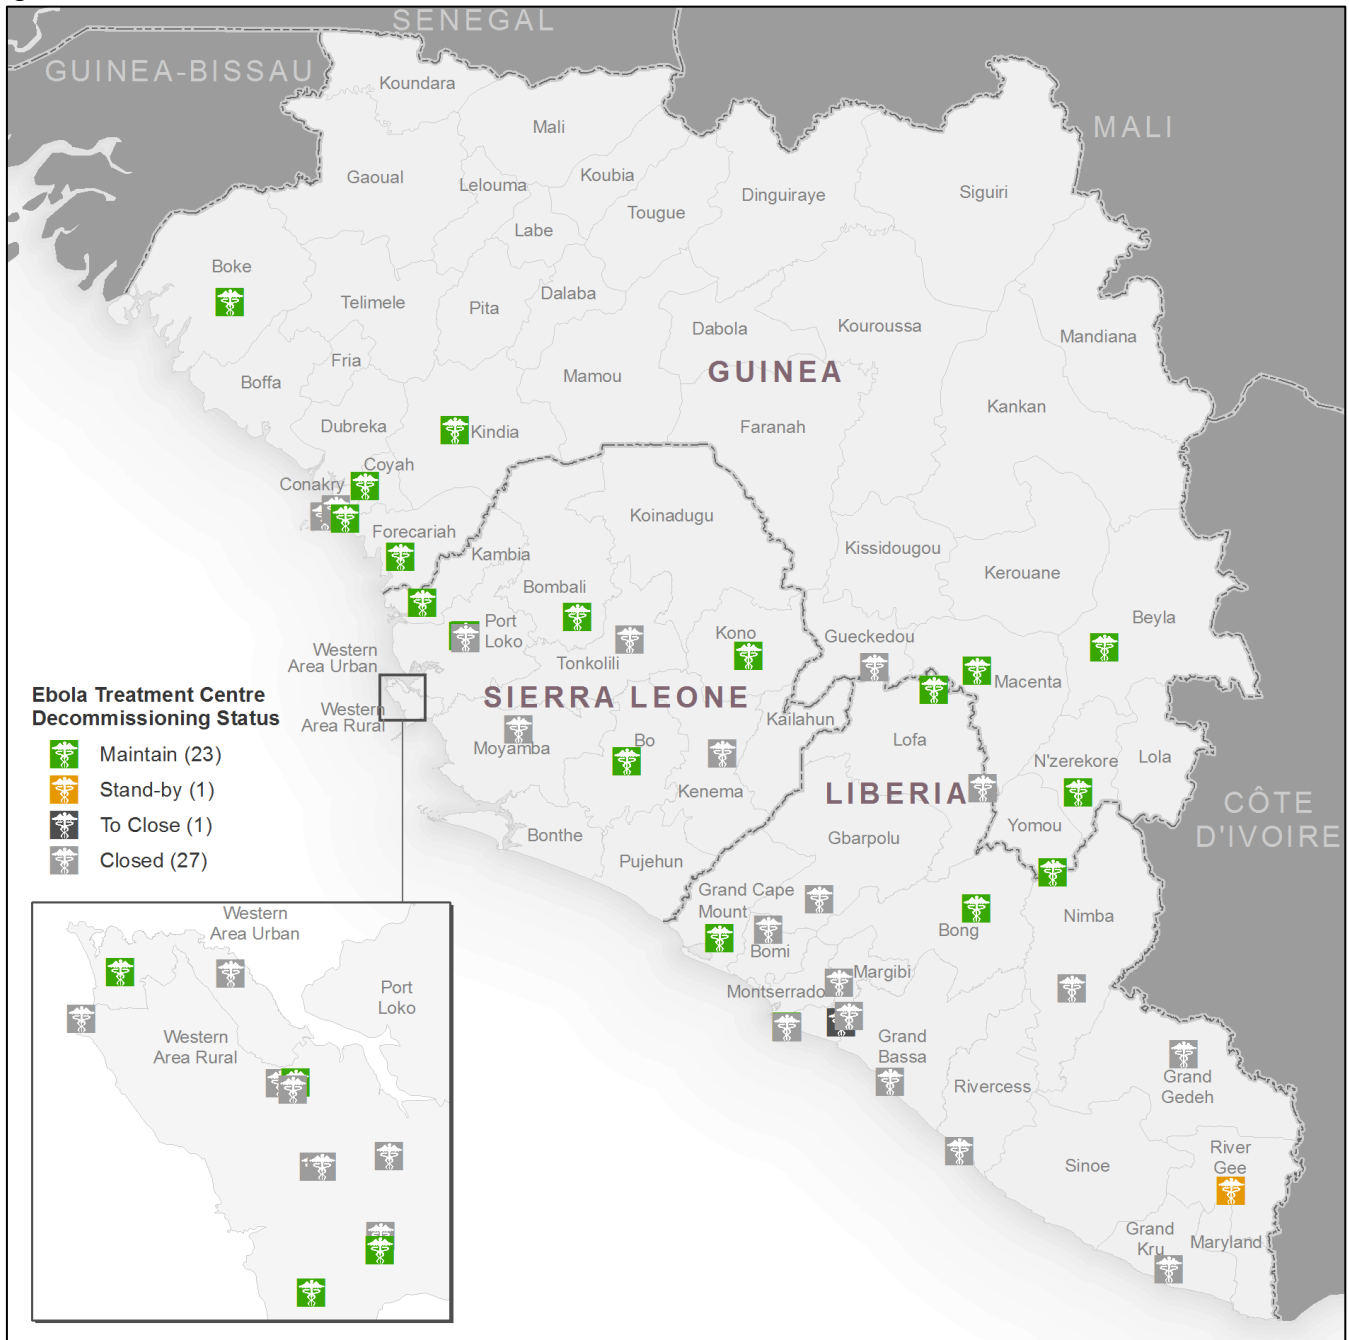 SENEGAL
GUINEA-BISSAU
MALI
Koundara
Mali
Gaoual
Lelouma
Koubia
Tougue
Dinguiraye
Siguiri
Labe
Boke
Telimele
Pita
Dalaba
Dabola
Kouroussa
Mandiana
Fria
Boffa
Mamou
GUINEA
Kankan
Dubreka
Kindia
Faranah
Coyah
Conakry
Forecariah
Koinadugu
Kambia
Kissidougou
Kerouane
Bombali
Port
Loko
Kono
Gueckedou
Beyla
Tonkolili
Western
Area Urban
Macenta
SIERRA LEONE
Western
Area Rural
Kailahun
Moyamba
Bo
Lofa
N'zerekore
Lola
Kenema
LIBERIA
CÔTE
D'IVOIRE
Yomou
Bonthe
Gbarpolu
Pujehun
Grand Cape
Mount
Nimba
Bong
Bomi
Margibi
Montserrado
Grand
Bassa
Rivercess
Grand
Gedeh
River
Gee
Sinoe
Grand
Kru
Maryland
Ebola Treatment Centre
Decommissioning Status
Maintain (23)
Stand-by (1)
To Close (1)
Closed (27)
Western
Area Urban
Port
Loko
Western
Area Rural